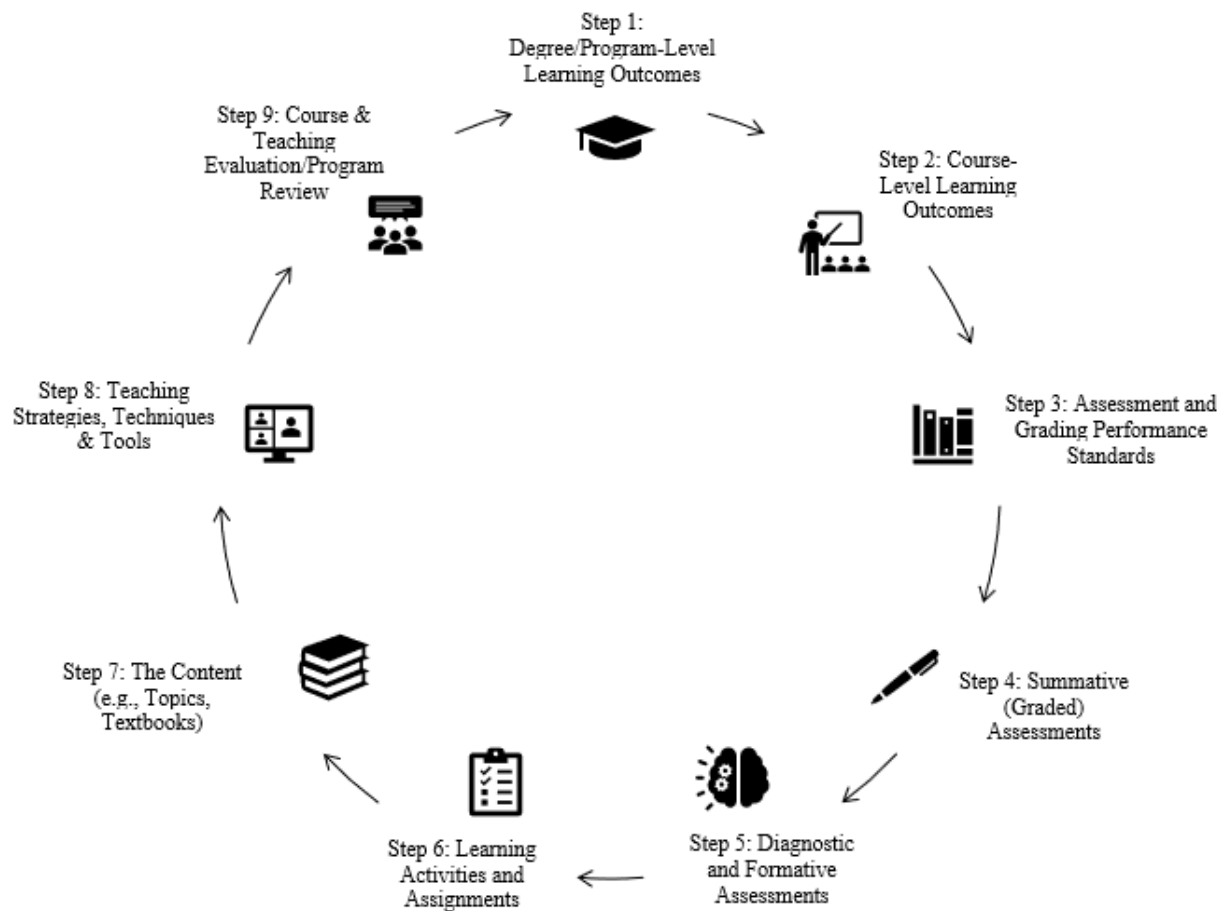 Step 1:
Degree/Program-Level
Learning Outcomes
Step 2: Course-
Level Learning
Outcomes
Step 3: Assessment and
Grading Performance
Standards
Step 4: Summative
(Graded)
Assessments
Step 5: Diagnostic
and Formative
Assessments
Step 6: Learning
Activities and
Assignments
Step 7: The Content
(e.g., Topics,
Textbooks)
Step 8: Teaching
Strategies, Techniques
& Tools
Step 9: Course &
Teaching
Evaluation/Program
Review